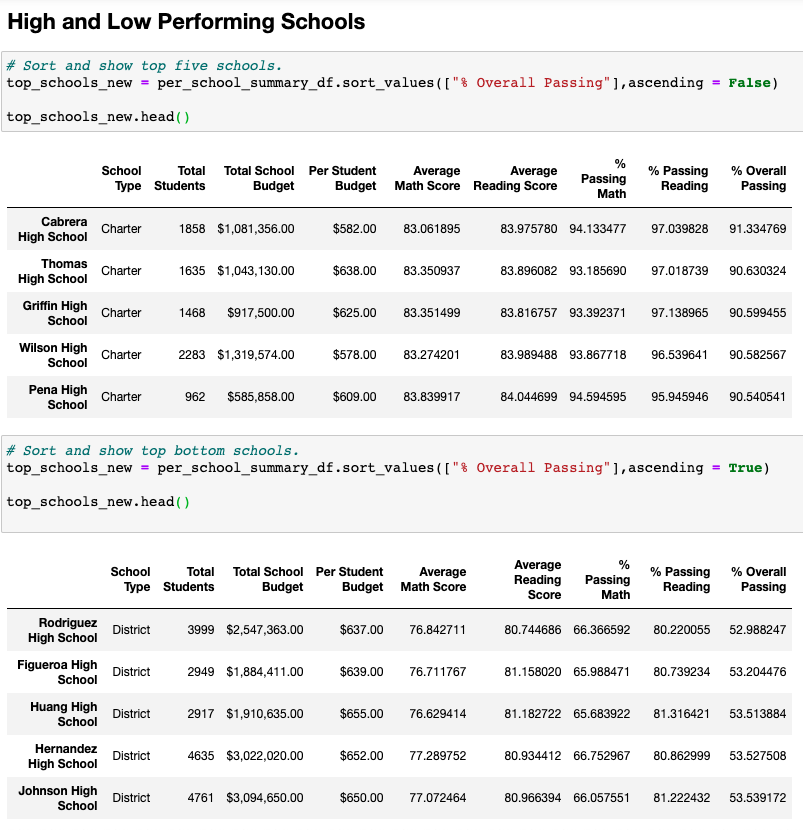 High and Low Performing Schools
# Sort and show top five schools.
top_schools_new = per_school_summary_df.sort_values(["% Overall Passing"],ascending = False)
top_schools_new.head()
School Type Total Students Total School Budget Per Student Budget Average Math Score Average Reading Score % Passing Math % Passing Reading % Overall Passing
Cabrera High School Charter 1858 $1,081,356.00 $582.00 83.061895 83.975780 94.133477 97.039828 91.334769
Thomas High School Charter 1635 $1,043,130.00 $638.00 83.350937 83.896082 93.185690 97.018739 90.630324
Griffin High School Charter 1468 $917,500.00 $625.00 83.351499 83.816757 93.392371 97.138965 90.599455
Wilson High School Charter 2283 $1,319,574.00 $578.00 83.274201 83.989488 93.867718 96.539641 90.582567
Pena High School Charter 962 $585,858.00 $609.00 83.839917 84.044699 94.594595 95.945946 90.540541
# Sort and show top bottom schools.
top_schools_new = per_school_summary_df.sort_values(["% Overall Passing"],ascending = True)
top_schools_new.head()
School Type Total Students Total School Budget Per Student Budget Average Math Score Average Reading Score % Passing Math % Passing Reading % Overall Passing
Rodriguez High School District 3999 $2,547,363.00 $637.00 76.842711 80.744686 66.366592 80.220055 52.988247
Figueroa High School District 2949 $1,884,411.00 $639.00 76.711767 81.158020 65.988471 80.739234 53.204476
Huang High School District 2917 $1,910,635.00 $655.00 76.629414 81.182722 65.683922 81.316421 53.513884
Hernandez High School District 4635 $3,022,020.00 $652.00 77.289752 80.934412 66.752967 80.862999 53.527508
Johnson High School District 4761 $3,094,650.00 $650.00 77.072464 80.966394 66.057551 81.222432 53.539172